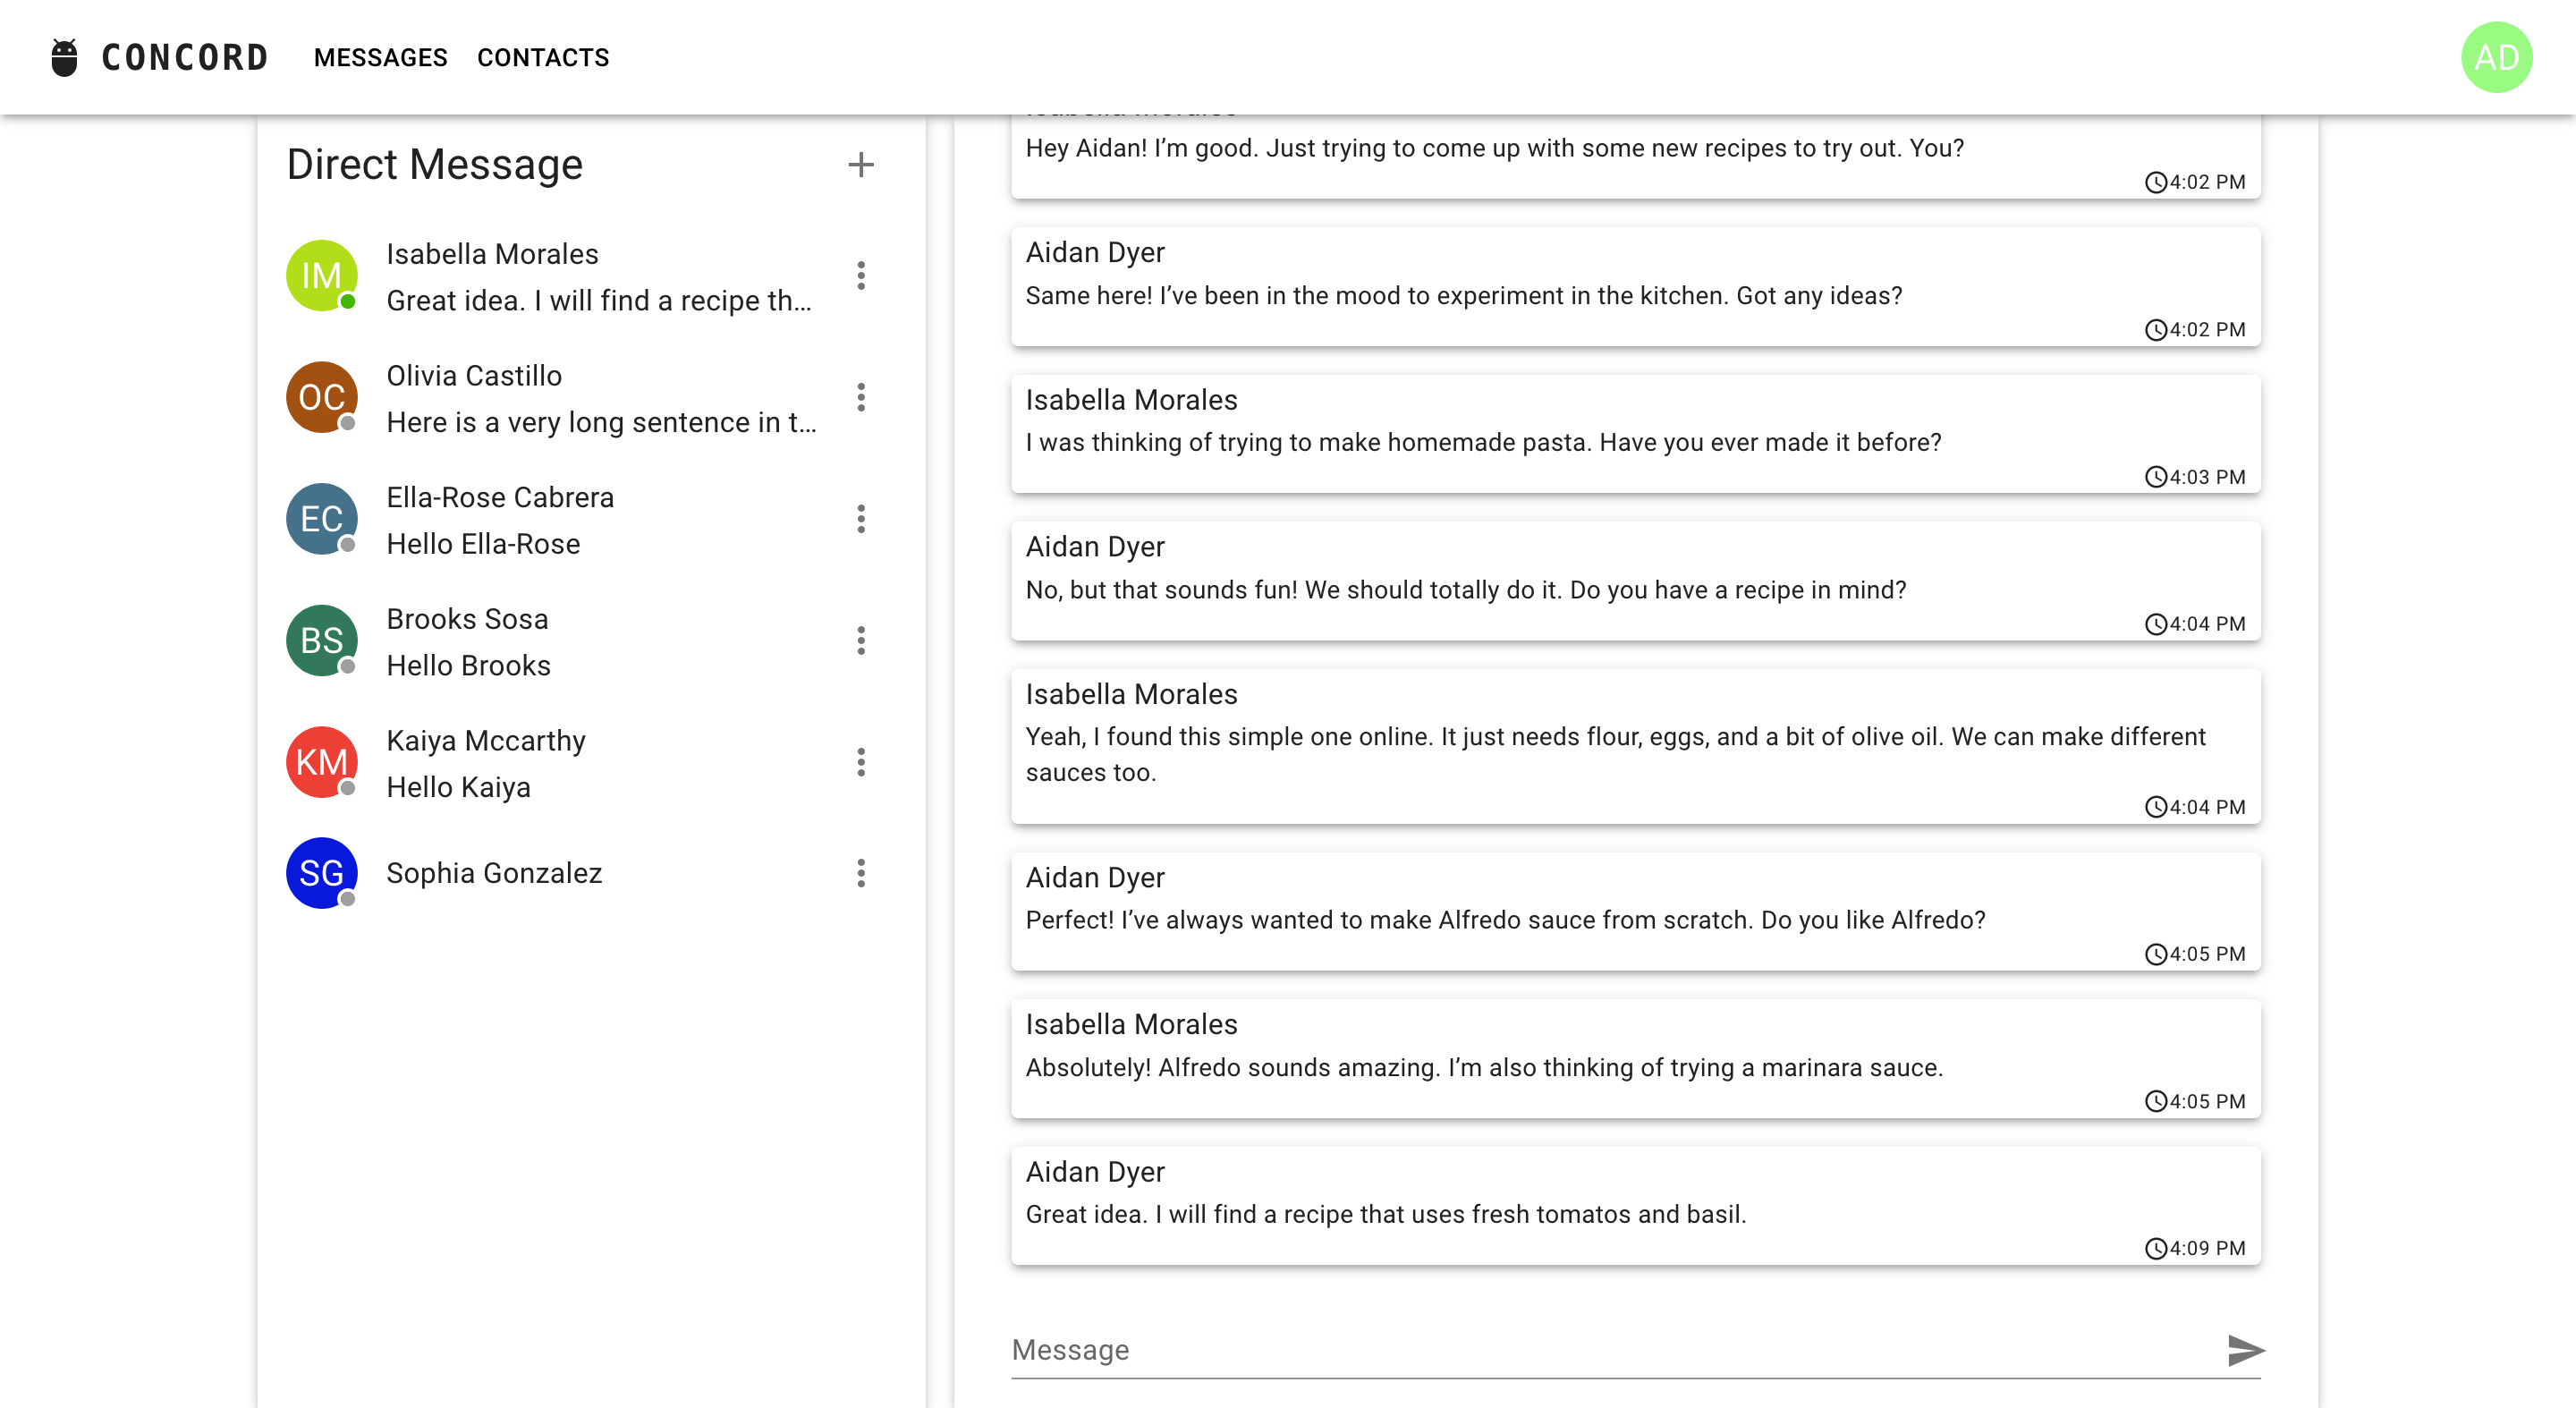 CONCORD MESSAGES CONTACTS AD
Direct Message
IM
Isabella Morales
Great idea. I will find a recipe th...
OC
Olivia Castillo
Here is a very long sentence in t...
EC
Ella-Rose Cabrera
Hello Ella-Rose
BS
Brooks Sosa
Hello Brooks
KM
Kaiya Mccarthy
Hello Kaiya
SG
Sophia Gonzalez
Hey Aidan! I’m good. Just trying to come up with some new recipes to try out. You?
4:02 PM
Aidan Dyer
Same here! I’ve been in the mood to experiment in the kitchen. Got any ideas?
4:02 PM
Isabella Morales
I was thinking of trying to make homemade pasta. Have you ever made it before?
4:03 PM
Aidan Dyer
No, but that sounds fun! We should totally do it. Do you have a recipe in mind?
4:04 PM
Isabella Morales
Yeah, I found this simple one online. It just needs flour, eggs, and a bit of olive oil. We can make different
sauces too.
4:04 PM
Aidan Dyer
Perfect! I’ve always wanted to make Alfredo sauce from scratch. Do you like Alfredo?
4:05 PM
Isabella Morales
Absolutely! Alfredo sounds amazing. I’m also thinking of trying a marinara sauce.
4:05 PM
Aidan Dyer
Great idea. I will find a recipe that uses fresh tomatos and basil.
4:09 PM
Message